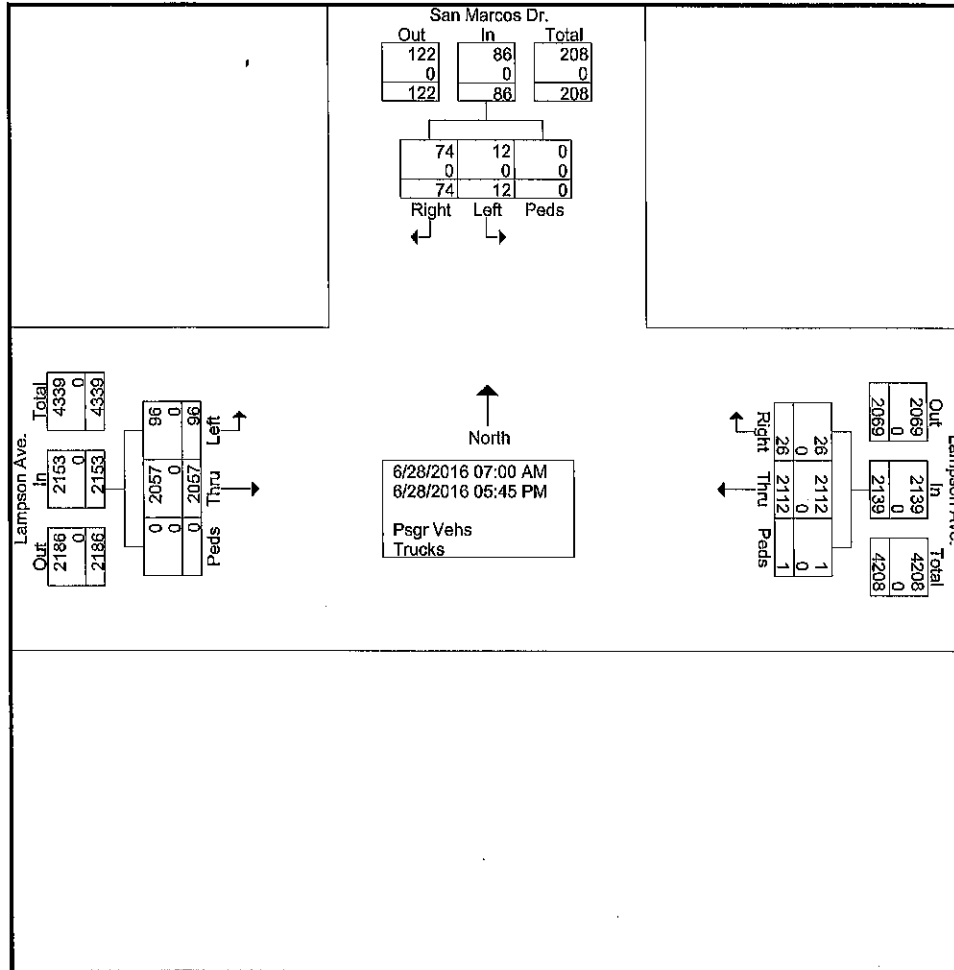 San Marcos Dr.
Out In Total
122 86 208
0 0 0
122 86 208
74 12 0
0 0 0
74 12 0
Right Left Peds
Lampson Ave.
Total In Out
4339 2153 2186
0 0 0
4339 2153 2186
Left Thru Peds
96 2057 0
0 0 0
96 2057 0
North
6/28/2016 07:00 AM
6/28/2016 05:45 PM
Psgr Vehs
Trucks
Right Thru Peds
26 2112 1
0 0 0
26 2112 1
Lampson Ave.
Out In Total
2069 2139 4208
0 0 0
2069 2139 4208